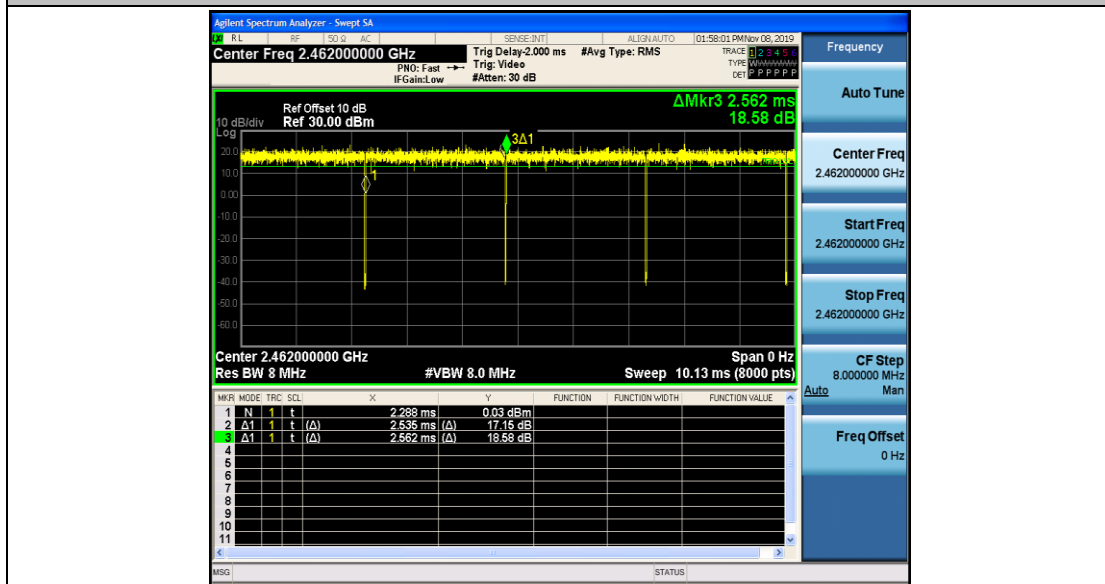 Agilent Spectrum Analyzer - Swept SA
RL RF 50 Ω AC SENSE:INT ALIGN AUTO 01:58:01 PM Nov 08, 2019
Center Freq 2.462000000 GHz
PNO: Fast
IFGain:Low
Trig Delay-2.000 ms
Trig: Video
#Atten: 30 dB
#Avg Type: RMS
TRACE 1 2 3 4 5 6
TYPE
DET P P P P P P
Frequency
ΔMkr3 2.562 ms
18.58 dB
Ref Offset 10 dB
Ref 30.00 dBm
10 dB/div
Log
3Δ1
1
20.0
10.0
0.00
-10.0
-20.0
-30.0
-40.0
-50.0
-60.0
Center 2.462000000 GHz
Span 0 Hz
Res BW 8 MHz
#VBW 8.0 MHz
Sweep 10.13 ms (8000 pts)
MKR MODE TRC SCL X Y FUNCTION FUNCTION WIDTH FUNCTION VALUE
1 N 1 t 2.288 ms 0.03 dBm
2 Δ1 1 t (Δ) 2.535 ms (Δ) 17.15 dB
3 Δ1 1 t (Δ) 2.562 ms (Δ) 18.58 dB
4
5
6
7
8
9
10
11
MSG
STATUS
Auto Tune
Center Freq
2.462000000 GHz
Start Freq
2.462000000 GHz
Stop Freq
2.462000000 GHz
CF Step
8.000000 MHz
Auto Man
Freq Offset
0 Hz